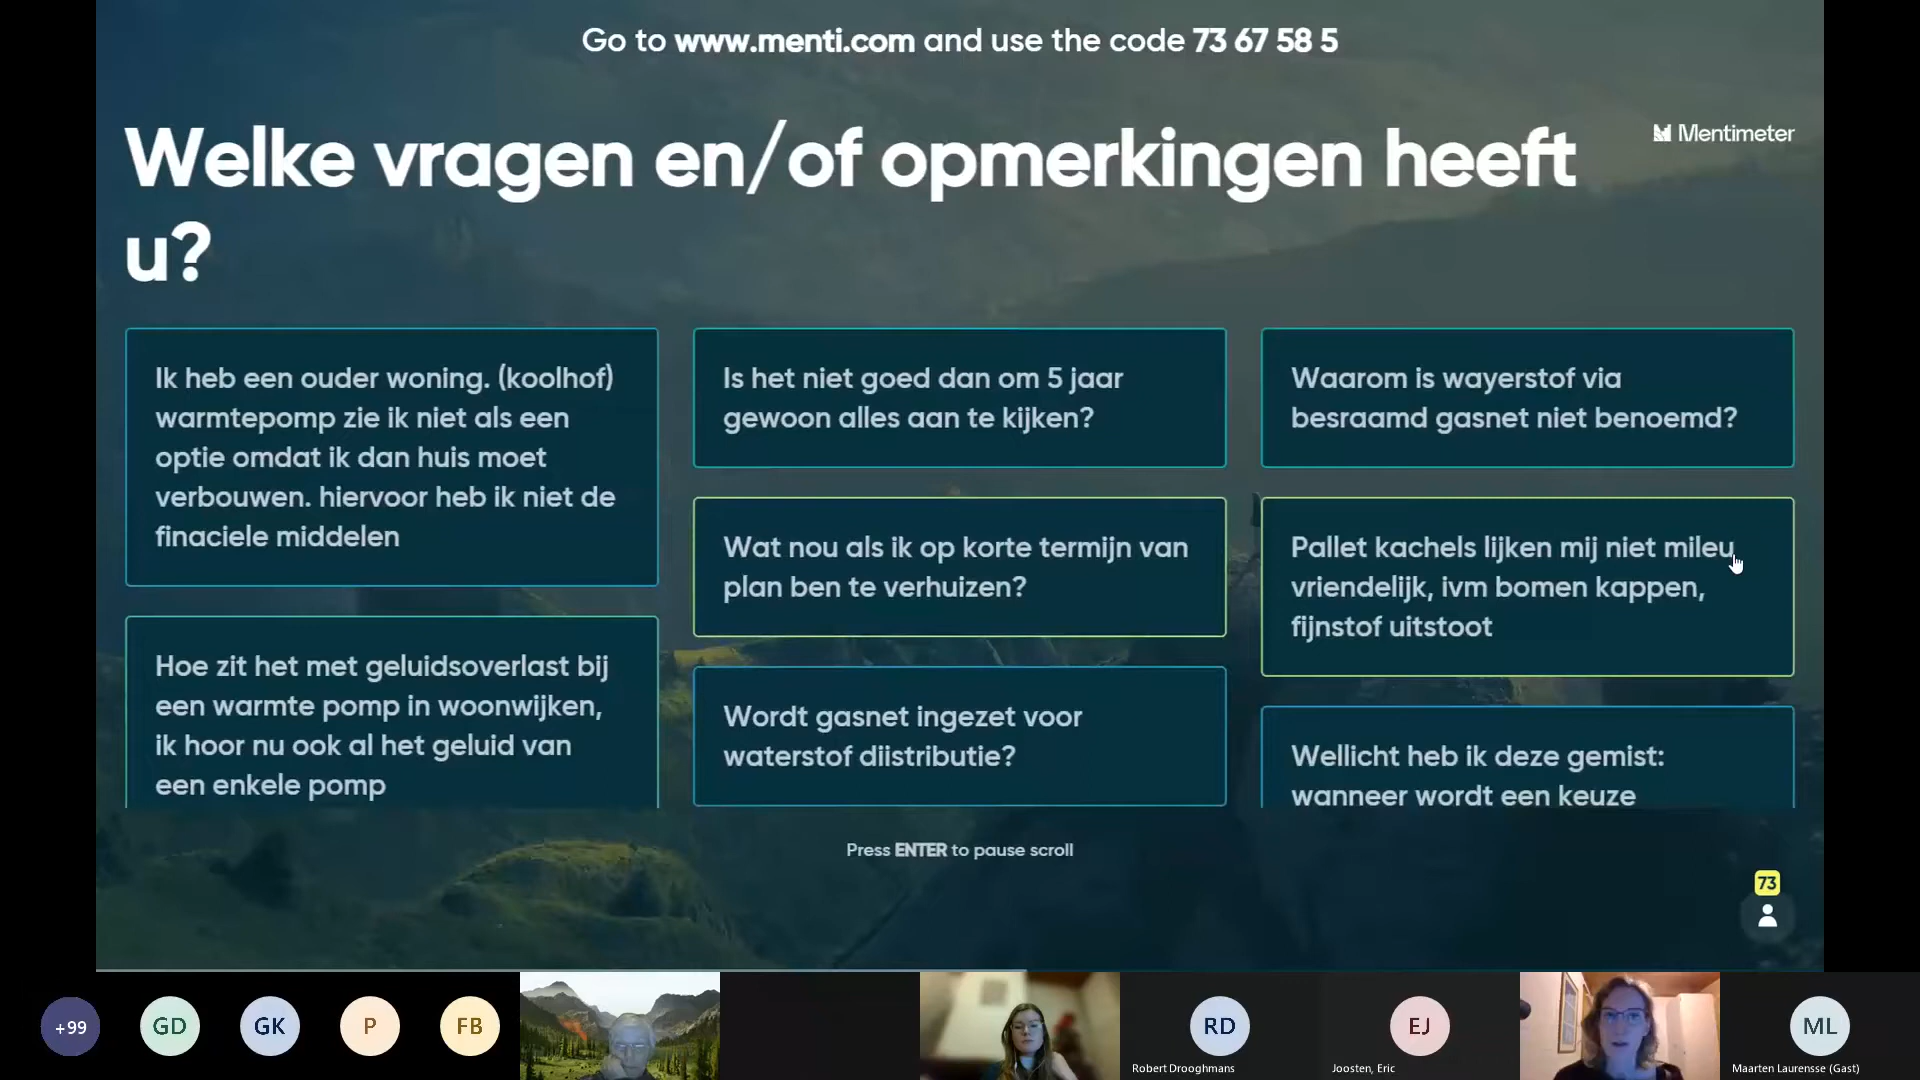 Go to www.menti.com and use the code 73 67 58 5
Welke vragen en/of opmerkingen heeft
u?
Mentimeter
Ik heb een ouder woning. (koolhof)
warmtepomp zie ik niet als een
optie omdat ik dan huis moet
verbouwen. hiervoor heb ik niet de
finaciele middelen
Hoe zit het met geluidsoverlast bij
een warmte pomp in woonwijken,
ik hoor nu ook al het geluid van
een enkele pomp
Is het niet goed dan om 5 jaar
gewoon alles aan te kijken?
Wat nou als ik op korte termijn van
plan ben te verhuizen?
Wordt gasnet ingezet voor
waterstof diistributie?
Waarom is wayerstof via
besraamd gasnet niet benoemd?
Pallet kachels lijken mij niet mileu
vriendelijk, ivm bomen kappen,
fijnstof uitstoot
Wellicht heb ik deze gemist:
wanneer wordt een keuze
Press ENTER to pause scroll
73
+99
GD
GK
P
FB
RD
Robert Drooghmans
EJ
Joosten, Eric
ML
Maarten Laurensse (Gast)